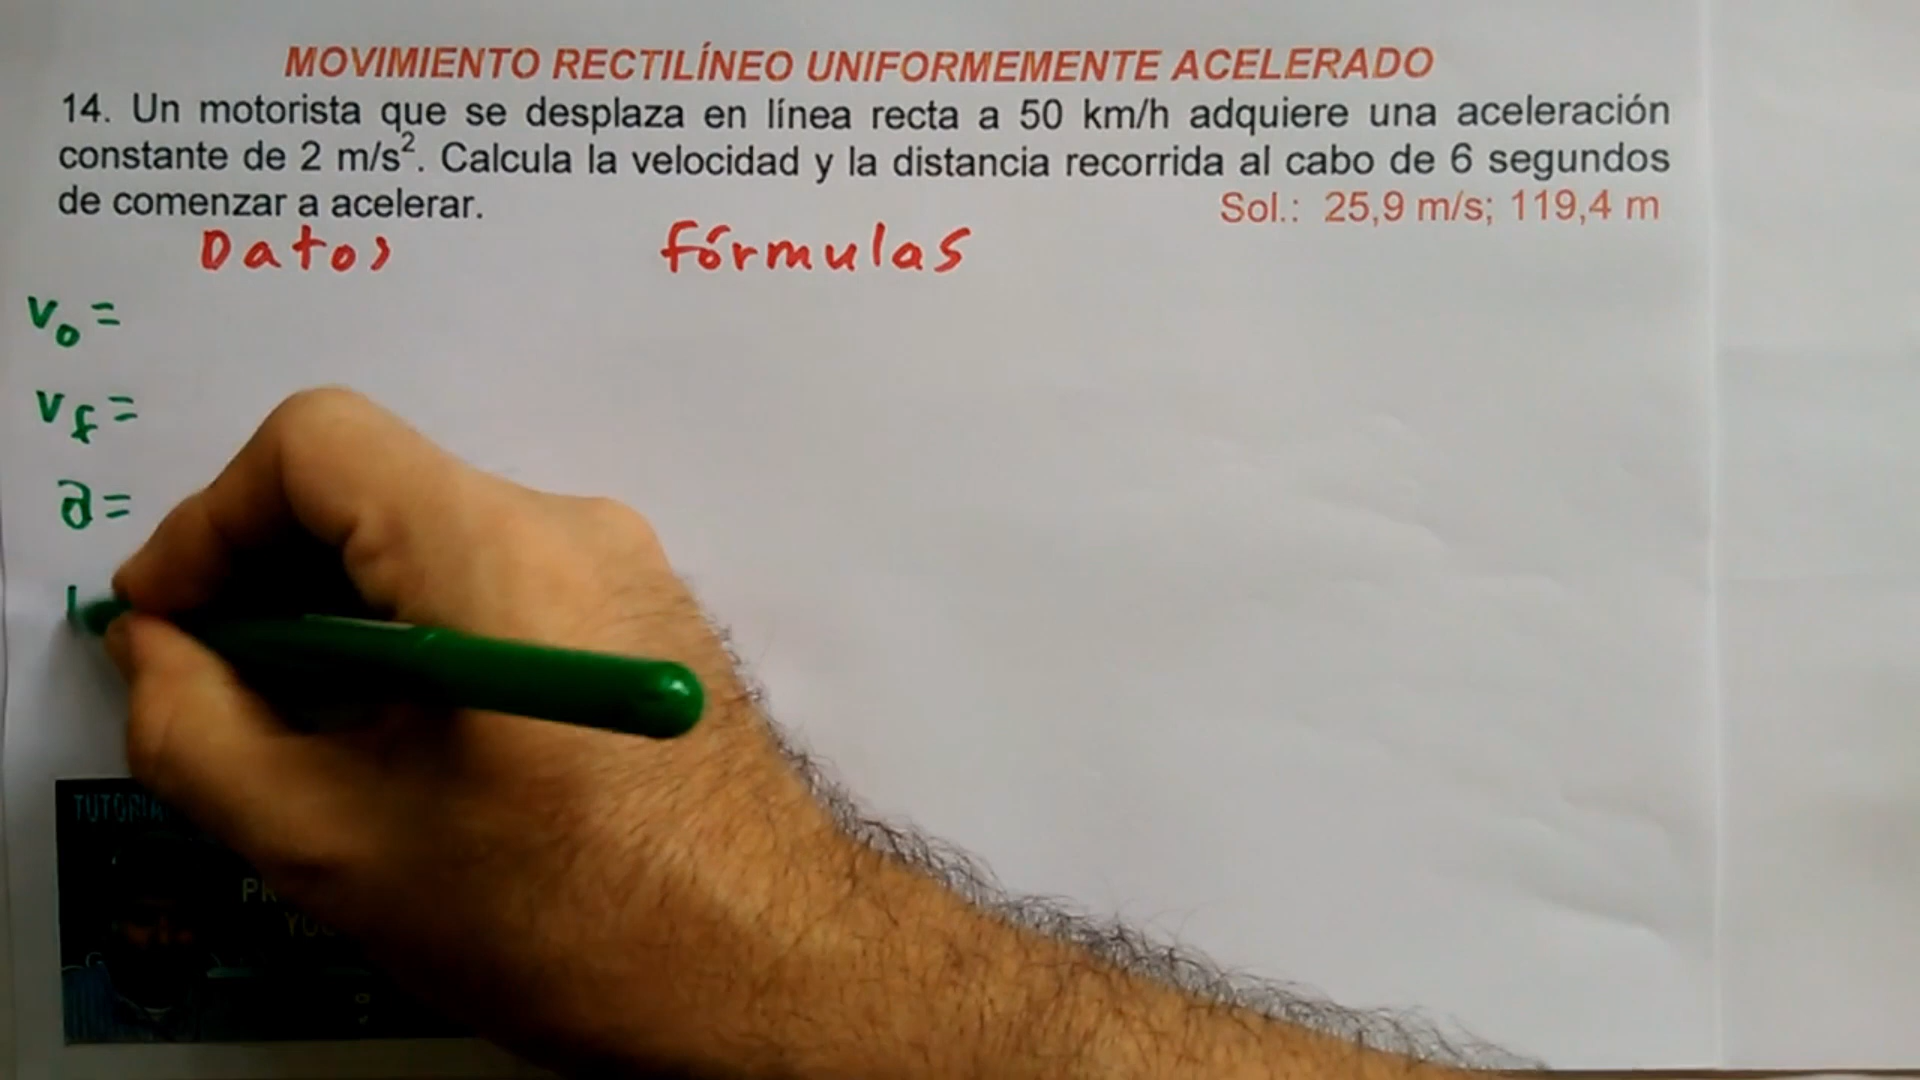 MOVIMIENTO RECTILÍNEO UNIFORMEMENTE ACELERADO
14. Un motorista que se desplaza en línea recta a 50 km/h adquiere una aceleración
constante de 2 m/s². Calcula la velocidad y la distancia recorrida al cabo de 6 segundos
de comenzar a acelerar.
Sol.: 25,9 m/s; 119,4 m
Datos
fórmulas
v₀ =
v_f =
a =